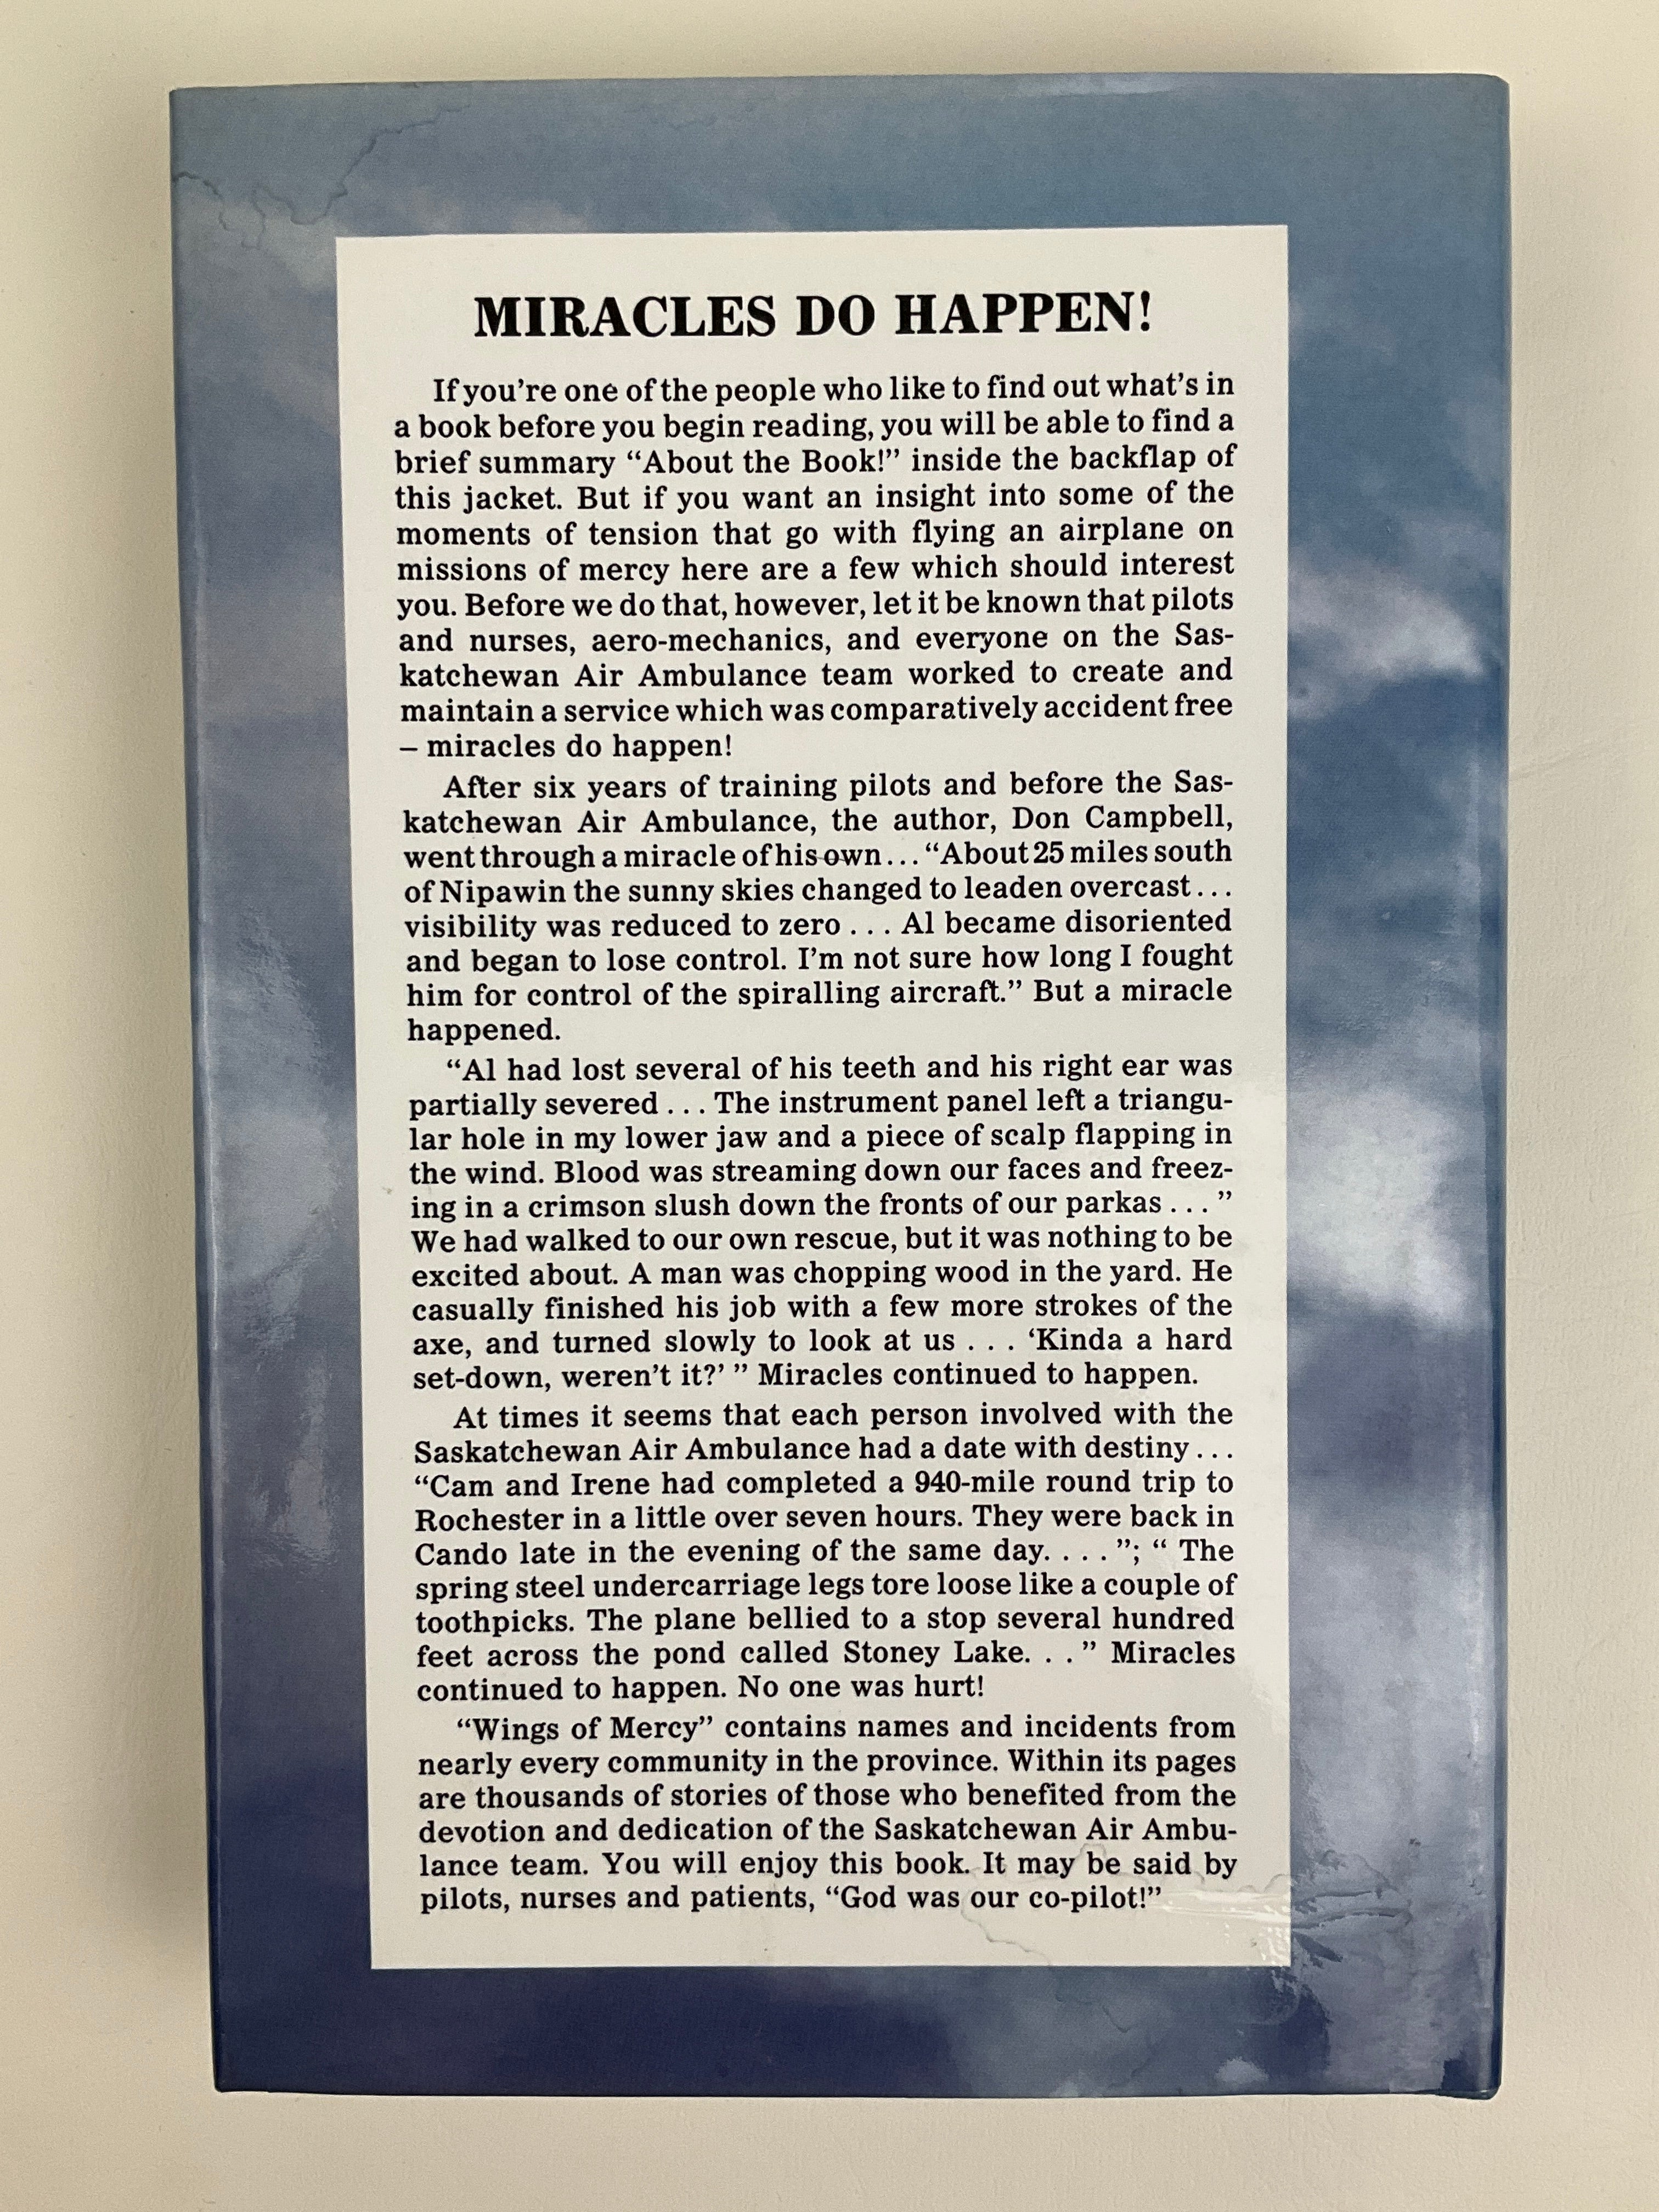 MIRACLES DO HAPPEN!
If you're one of the people who like to find out what's in
a book before you begin reading, you will be able to find a
brief summary “About the Book!” inside the backflap of
this jacket. But if you want an insight into some of the
moments of tension that go with flying an airplane on
missions of mercy here are a few which should interest
you. Before we do that, however, let it be known that pilots
and nurses, aero-mechanics, and everyone on the Sas-
katchewan Air Ambulance team worked to create and
maintain a service which was comparatively accident free
– miracles do happen!
After six years of training pilots and before the Sas-
katchewan Air Ambulance, the author, Don Campbell,
went through a miracle of his own... “About 25 miles south
of Nipawin the sunny skies changed to leaden overcast...
visibility was reduced to zero . . . Al became disoriented
and began to lose control. I'm not sure how long I fought
him for control of the spiralling aircraft.” But a miracle
happened.
“Al had lost several of his teeth and his right ear was
partially severed . . . The instrument panel left a triangu-
lar hole in my lower jaw and a piece of scalp flapping in
the wind. Blood was streaming down our faces and freez-
ing in a crimson slush down the fronts of our parkas . . . ”
We had walked to our own rescue, but it was nothing to be
excited about. A man was chopping wood in the yard. He
casually finished his job with a few more strokes of the
axe, and turned slowly to look at us . . . ‘Kinda a hard
set-down, weren't it?’ ” Miracles continued to happen.
At times it seems that each person involved with the
Saskatchewan Air Ambulance had a date with destiny . . .
“Cam and Irene had completed a 940-mile round trip to
Rochester in a little over seven hours. They were back in
Cando late in the evening of the same day. . . . ”; “ The
spring steel undercarriage legs tore loose like a couple of
toothpicks. The plane bellied to a stop several hundred
feet across the pond called Stoney Lake. . . ” Miracles
continued to happen. No one was hurt!
“Wings of Mercy” contains names and incidents from
nearly every community in the province. Within its pages
are thousands of stories of those who benefited from the
devotion and dedication of the Saskatchewan Air Ambu-
lance team. You will enjoy this book. It may be said by
pilots, nurses and patients, “God was our co-pilot!”